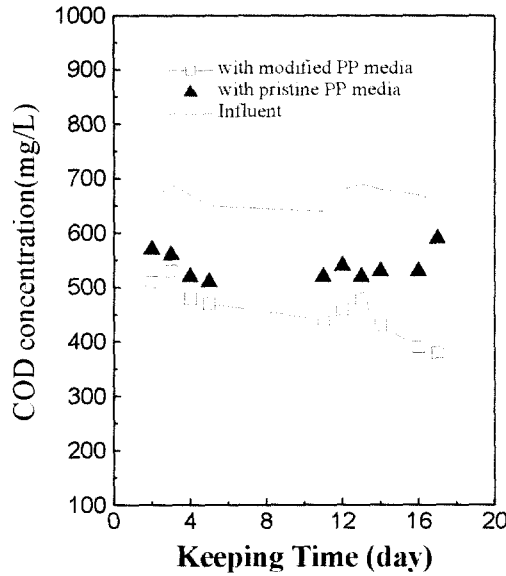 1000
900
800
700
600
500
400
300
200
100
COD concentration(mg/L)
with modified PP media
with pristine PP media
Influent
0 4 8 12 16 20
Keeping Time (day)